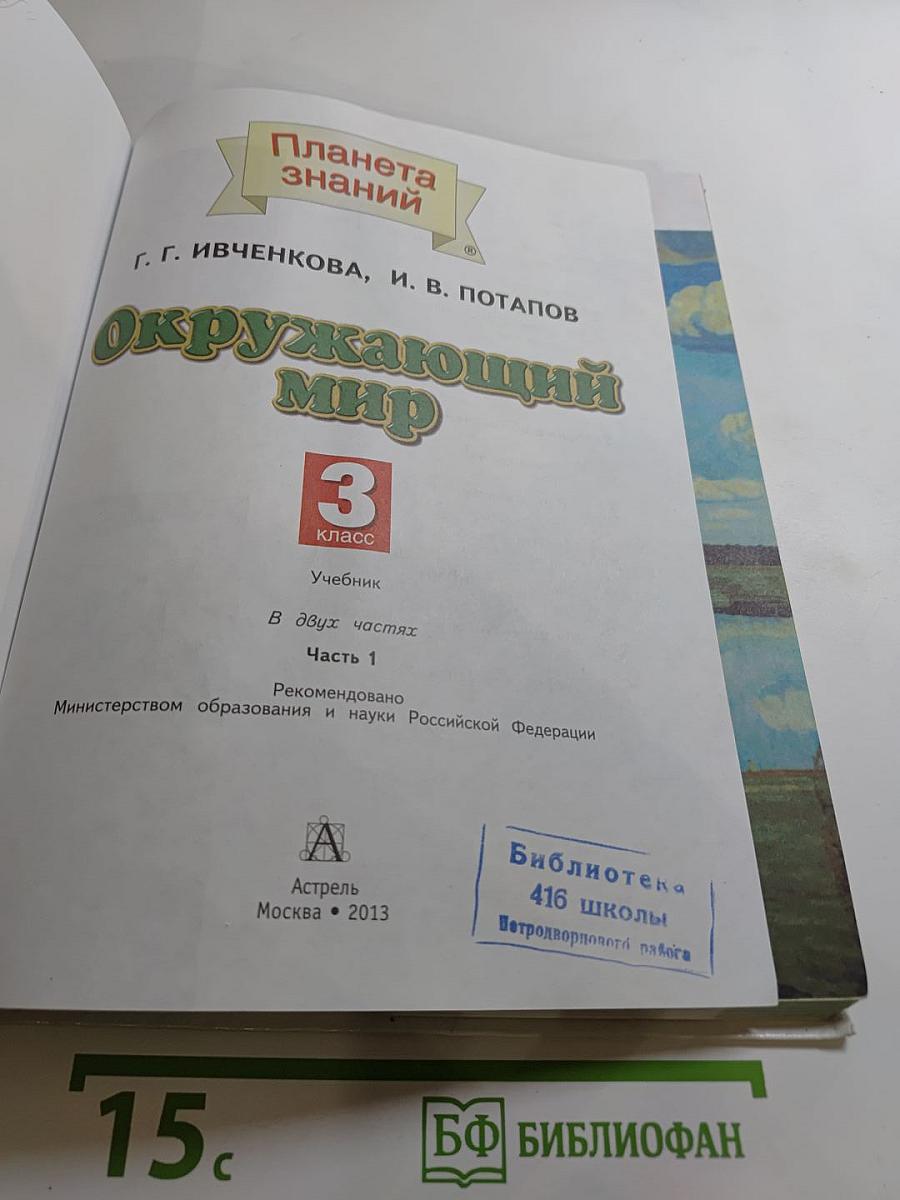 Планета
знаний
®
Г. Г. ИВЧЕНКОВА, И. В. ПОТАПОВ
Окружающий
мир
3
класс
Учебник
В двух частях
Часть 1
Рекомендовано
Министерством образования и науки Российской Федерации
А
Астрель
Москва • 2013
Библиотека
416 школы
Петродворцового района
15 с
БФ БИБЛИОФАН